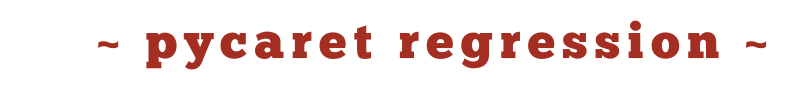 ~ pycaret regression ~